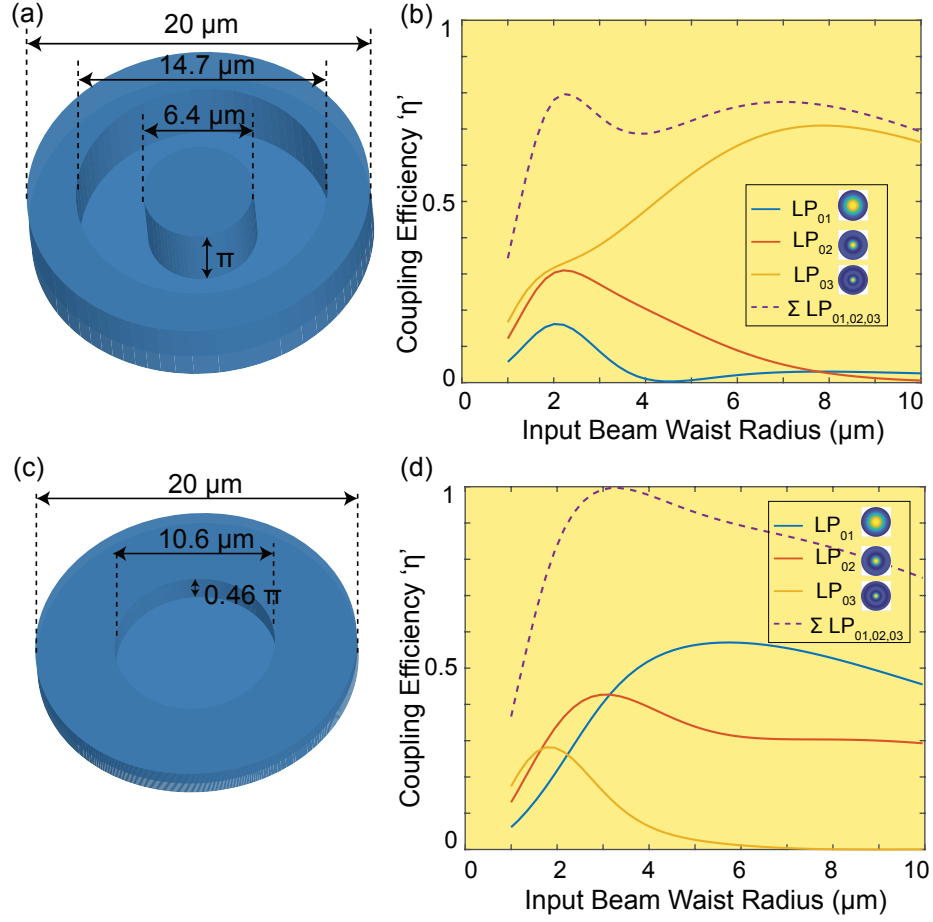 (a)
20 μm
14.7 μm
6.4 μm
π
(b)
Coupling Efficiency ‘η’
1
0.5
0
LP01
LP02
LP03
Σ LP01,02,03
0 2 4 6 8 10
Input Beam Waist Radius (μm)
(c)
20 μm
10.6 μm
0.46 π
(d)
Coupling Efficiency ‘η’
1
0.5
0
LP01
LP02
LP03
Σ LP01,02,03
0 2 4 6 8 10
Input Beam Waist Radius (μm)